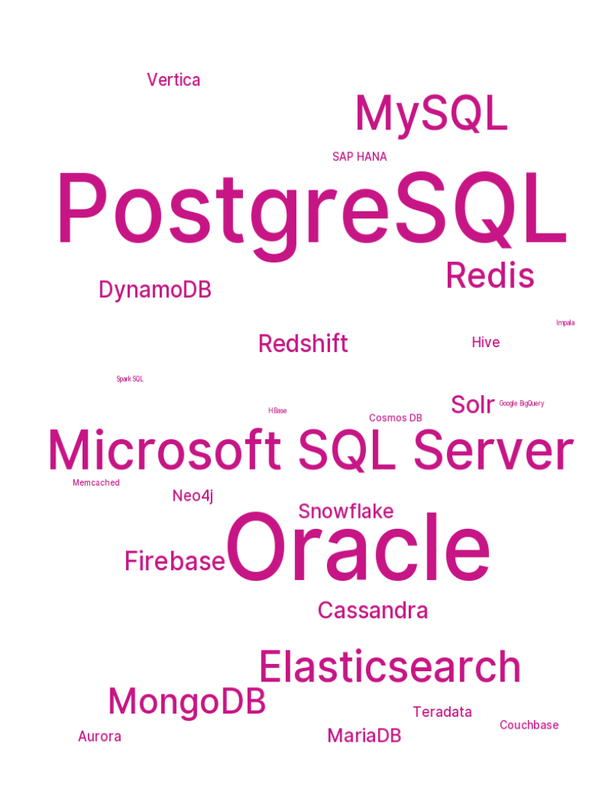 Vertica
MySQL
SAP HANA
PostgreSQL
Redis
DynamoDB
Impala
Redshift
Hive
Spark SQL
Solr
Google BigQuery
HBase
Cosmos DB
Microsoft SQL Server
Memcached
Neo4j
Snowflake
Oracle
Firebase
Cassandra
Elasticsearch
MongoDB
Teradata
Couchbase
Aurora
MariaDB